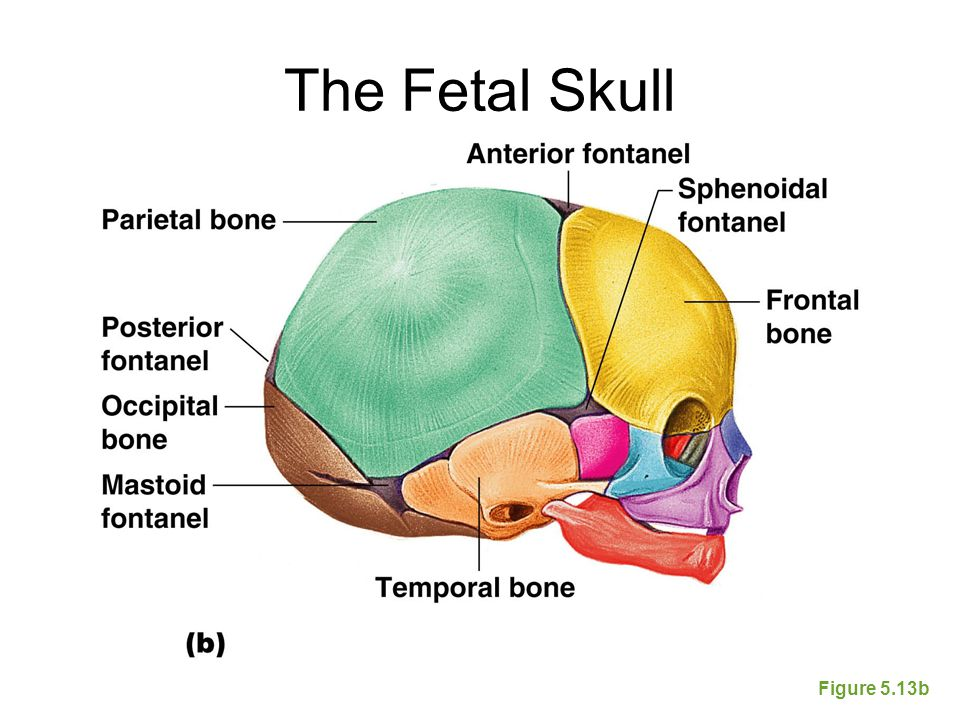 The Fetal Skull
Anterior fontanel
Sphenoidal
fontanel
Parietal bone
Frontal
bone
Posterior
fontanel
Occipital
bone
Mastoid
fontanel
Temporal bone
(b)
Figure 5.13b